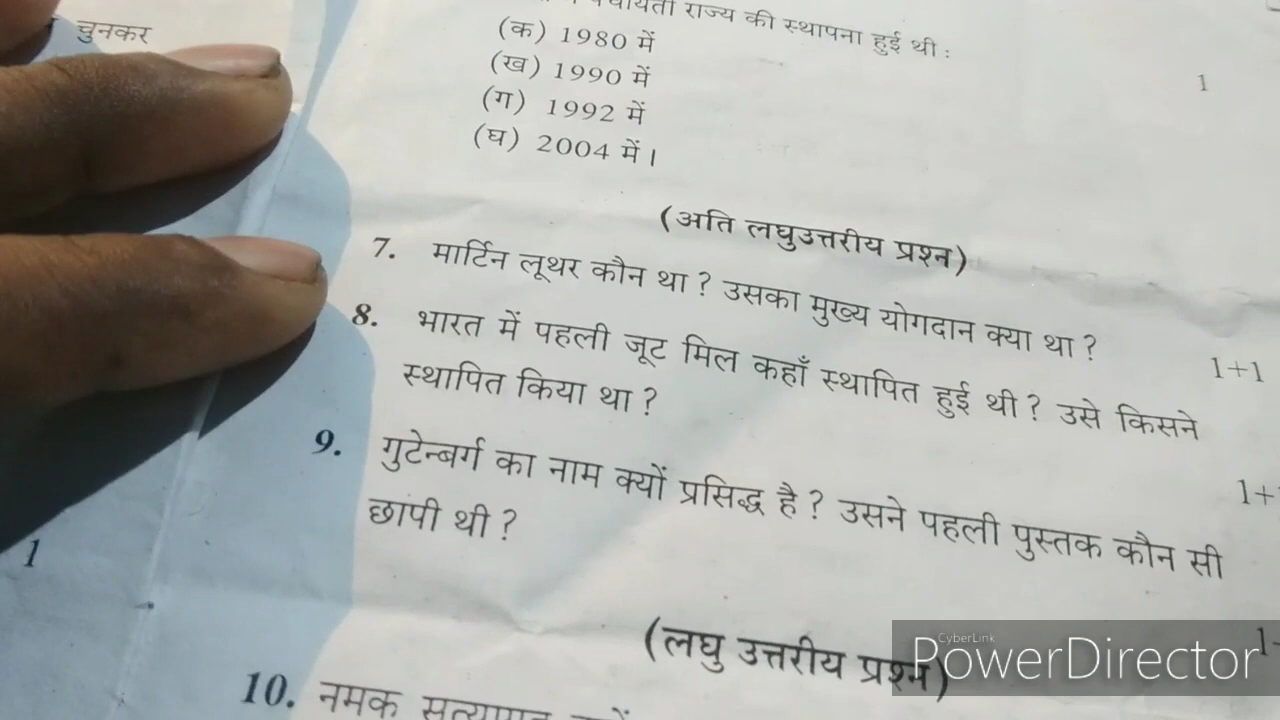 चुनकर
राज्य की स्थापना हुई थी :
(क) 1980 में
1
(ख) 1990 में
(ग) 1992 में
(घ) 2004 में।
(अति लघुउत्तरीय प्रश्न)
7. मार्टिन लूथर कौन था ? उसका मुख्य योगदान क्या था ?
1+1
8. भारत में पहली जूट मिल कहाँ स्थापित हुई थी ? उसे किसने
स्थापित किया था ?
1+
9. गुटेन्बर्ग का नाम क्यों प्रसिद्ध है ? उसने पहली पुस्तक कौन सी
छापी थी ?
1
(लघु उत्तरीय प्रश्न)
1-
CyberLink
PowerDirector
10. नमक